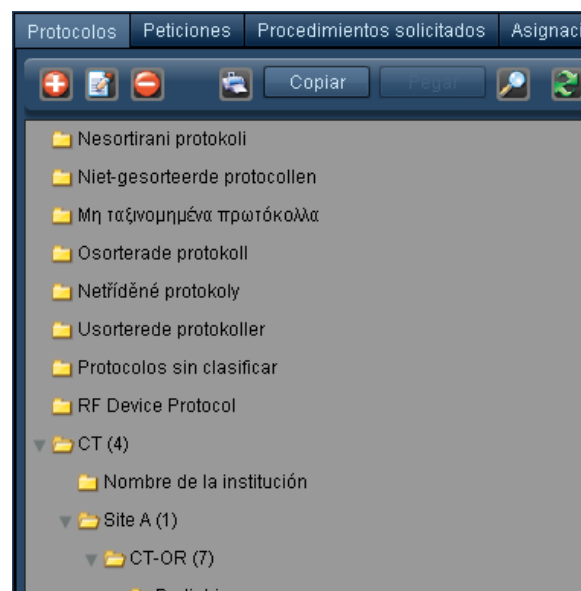 Protocolos Peticiones Procedimientos solicitados
Copiar Pegar
Nesortirani protokoli
Niet-gesorteerde protocollen
Μη ταξινομημένα πρωτόκολλα
Osorterade protokoll
Netříděné protokoly
Usorterede protokoller
Protocolos sin clasificar
RF Device Protocol
CT (4)
Nombre de la institución
Site A (1)
CT-OR (7)